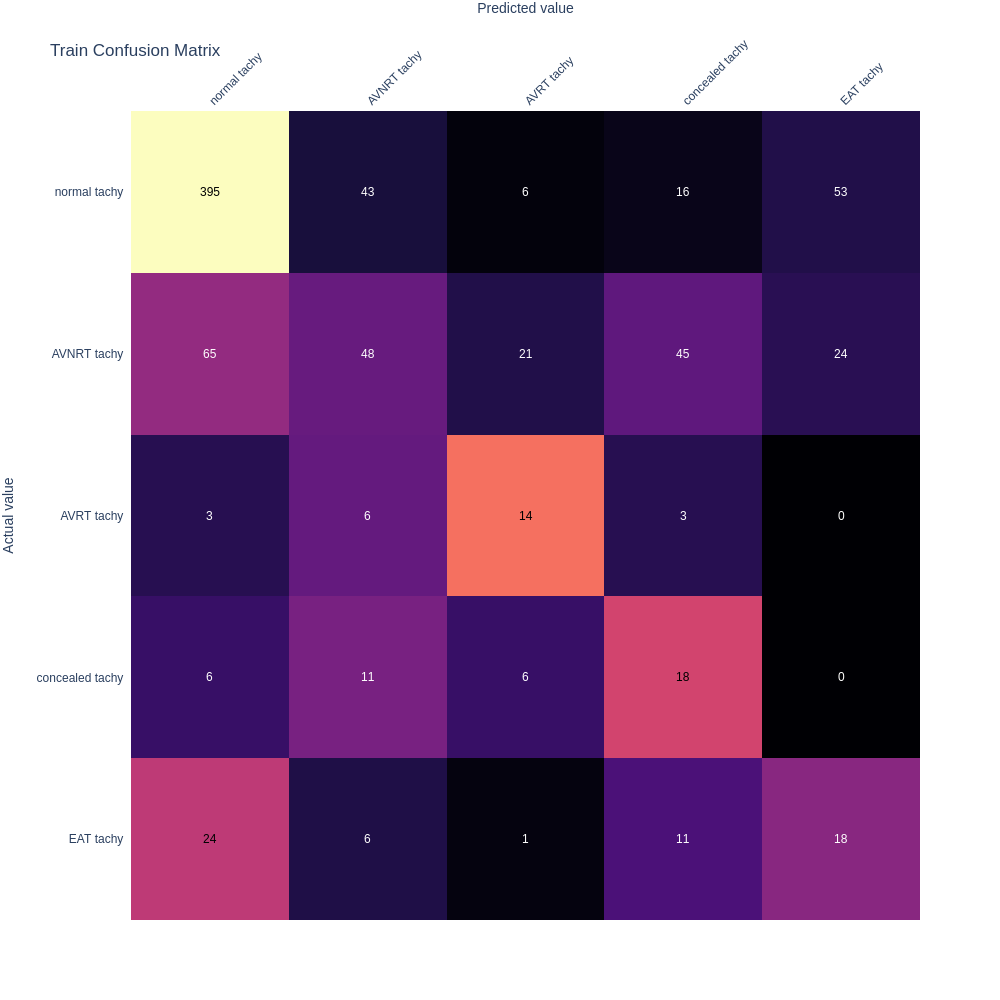 Predicted value
Train Confusion Matrix
normal tachy AVNRT tachy AVRT tachy concealed tachy EAT tachy
normal tachy 395 43 6 16 53
AVNRT tachy 65 48 21 45 24
AVRT tachy 3 6 14 3 0
concealed tachy 6 11 6 18 0
EAT tachy 24 6 1 11 18
Actual value